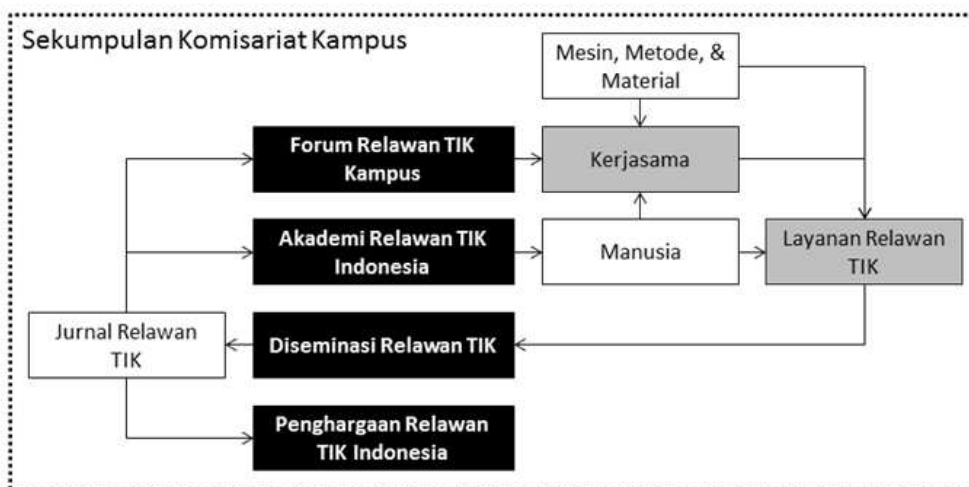 Sekumpulan Komisariat Kampus
Mesin, Metode, &
Material
Forum Relawan TIK
Kampus
Kerjasama
Akademi Relawan TIK
Indonesia
Manusia
Layanan Relawan
TIK
Jurnal Relawan
TIK
Diseminasi Relawan TIK
Penghargaan Relawan
TIK Indonesia